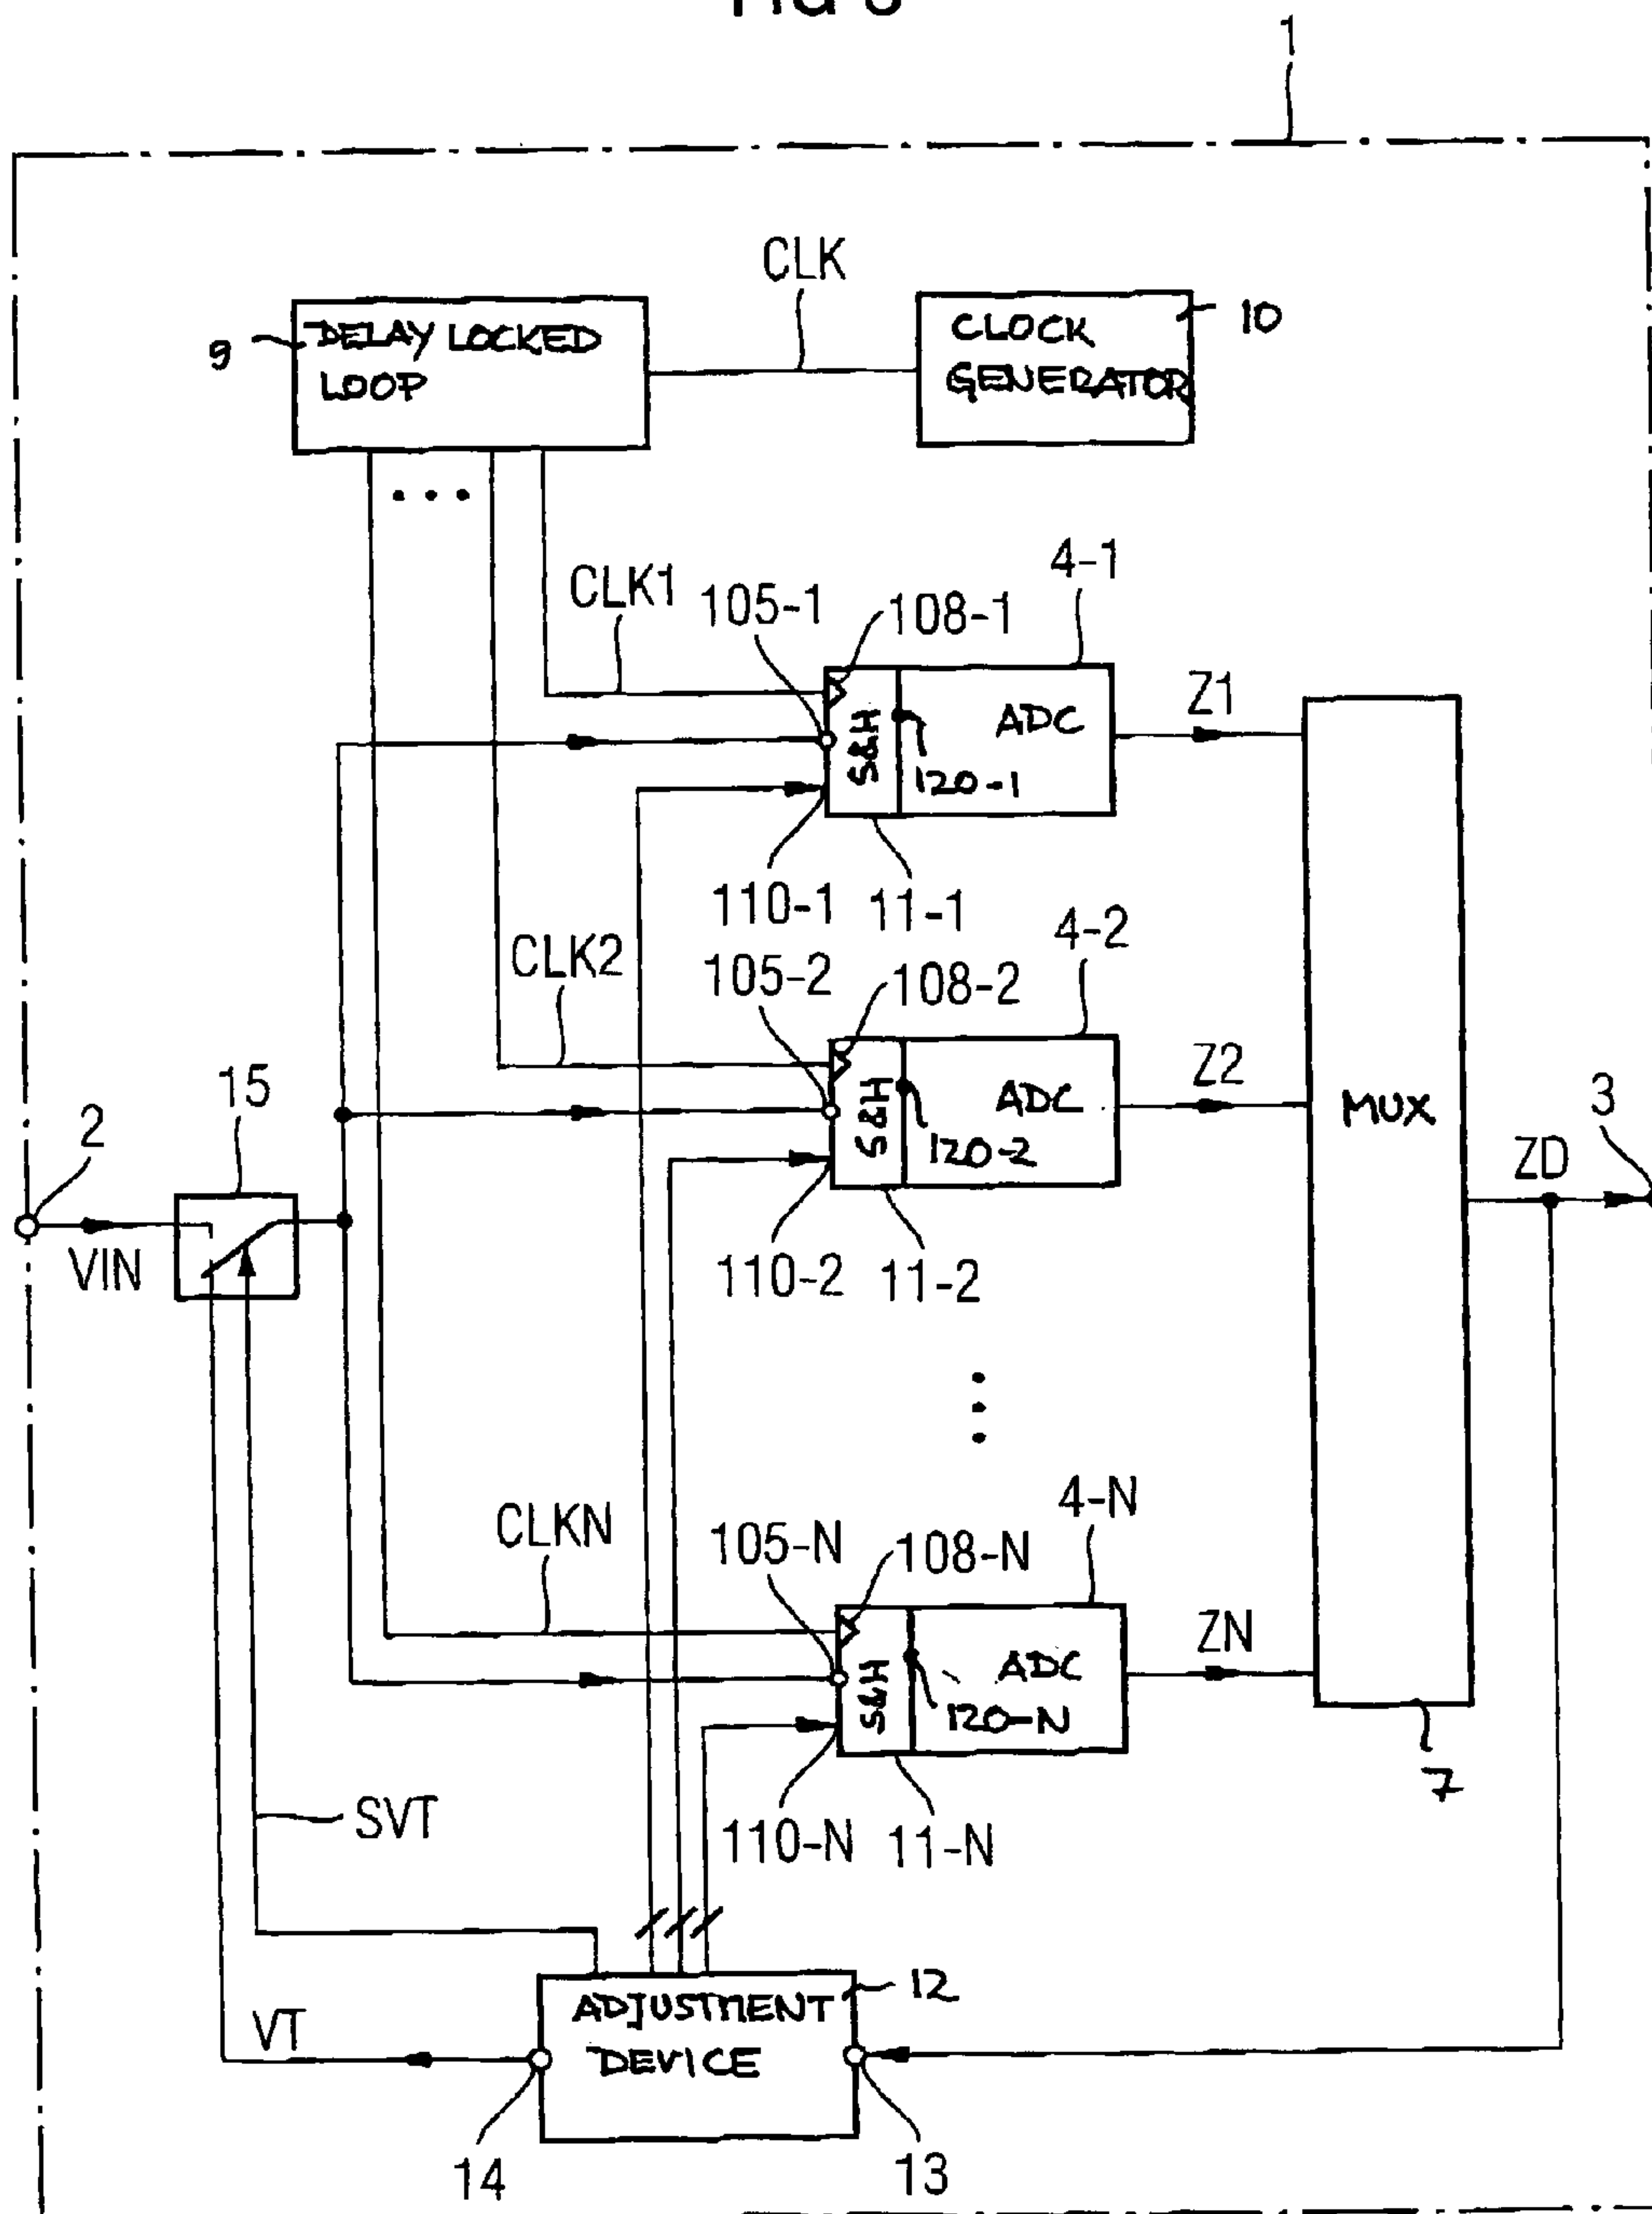 1
CLK
9
DELAY LOCKED
LOOP
CLOCK
GENERATOR
10
CLK1
105-1
108-1
4-1
S&H
120-1
ADC
Z1
110-1
11-1
CLK2
105-2
108-2
4-2
S&H
120-2
ADC
Z2
110-2
11-2
MUX
15
2
VIN
ZD
3
CLKN
105-N
108-N
4-N
S&H
120-N
ADC
ZN
110-N
11-N
7
SVT
VT
ADJUSTMENT
DEVICE
12
14
13